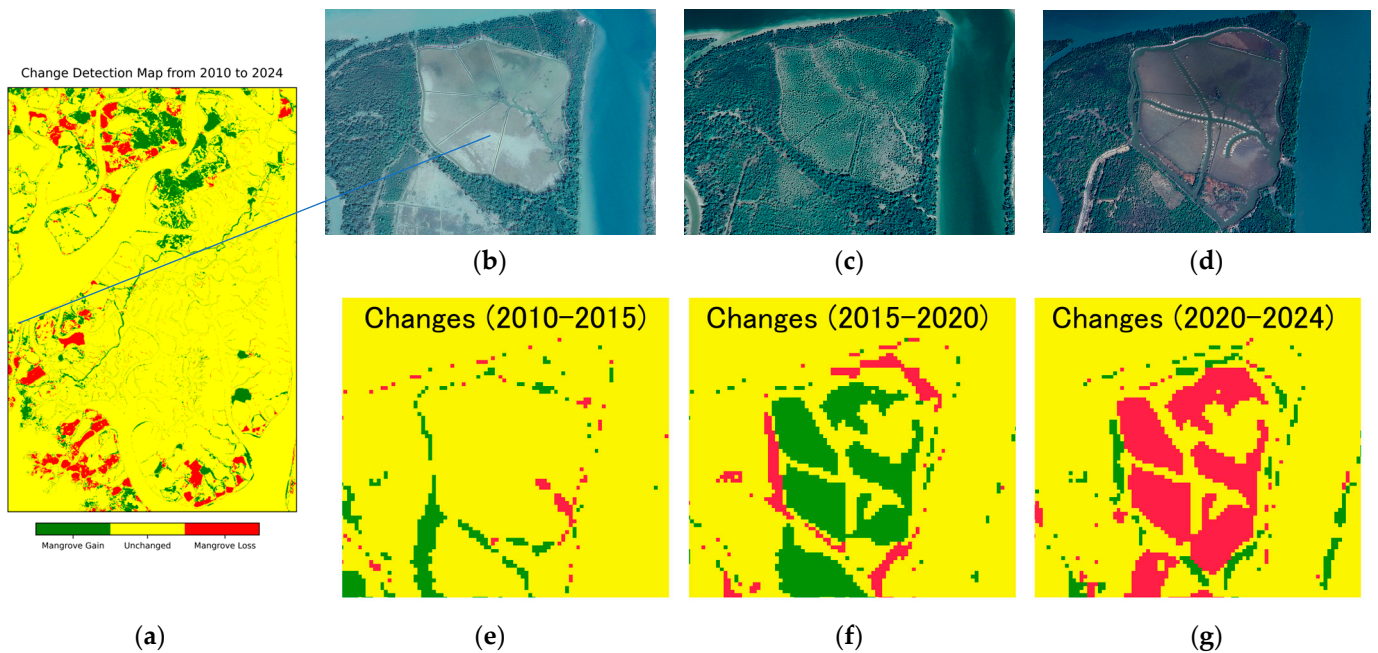 Change Detection Map from 2010 to 2024
Mangrove Gain Unchanged Mangrove Loss
(a)
(b)
(c)
(d)
Changes (2010-2015)
Changes (2015-2020)
Changes (2020-2024)
(e)
(f)
(g)